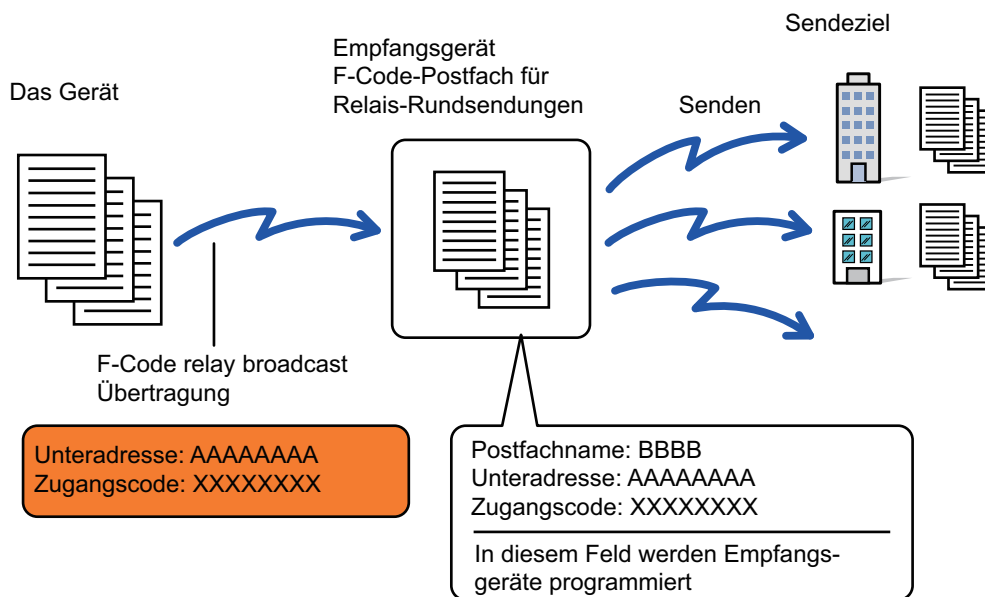 Sendeziel
Empfangsgerät
F-Code-Postfach für
Relais-Rundsendungen
Das Gerät
Senden
F-Code relay broadcast
Übertragung
Unteradresse: AAAAAAAA
Zugangscode: XXXXXXXX
Postfachname: BBBB
Unteradresse: AAAAAAAA
Zugangscode: XXXXXXXX
In diesem Feld werden Empfangs-
geräte programmiert